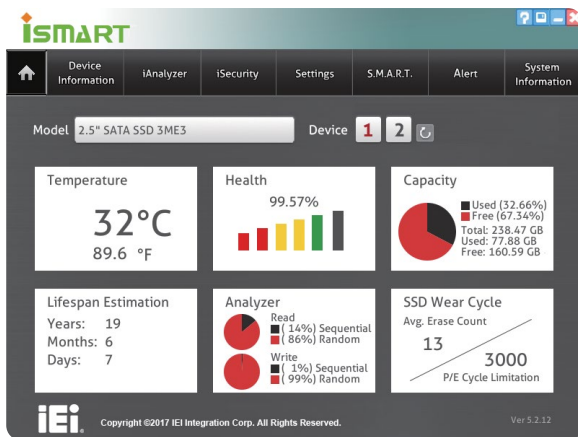 iSMART
Device Information
iAnalyzer
iSecurity
Settings
S.M.A.R.T.
Alert
System Information
Model 2.5" SATA SSD 3ME3 Device 1 2
Temperature
32°C
89.6 °F
Health
99.57%
Capacity
Used (32.66%)
Free (67.34%)
Total: 238.47 GB
Used: 77.88 GB
Free: 160.59 GB
Lifespan Estimation
Years: 19
Months: 6
Days: 7
Analyzer
Read
( 14%) Sequential
( 86%) Random
Write
( 1%) Sequential
( 99%) Random
SSD Wear Cycle
Avg. Erase Count
13
3000
P/E Cycle Limitation
iEi. Copyright ©2017 IEI Integration Corp. All Rights Reserved.
Ver 5.2.12